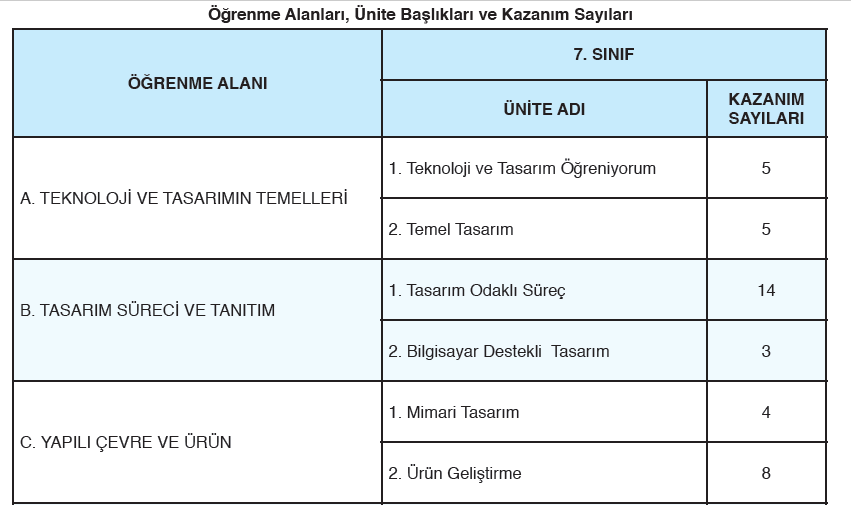 Öğrenme Alanları, Ünite Başlıkları ve Kazanım Sayıları
ÖĞRENME ALANI
7. SINIF
ÜNİTE ADI
KAZANIM
SAYILARI
A. TEKNOLOJİ VE TASARIMIN TEMELLERİ
1. Teknoloji ve Tasarım Öğreniyorum
5
2. Temel Tasarım
5
B. TASARIM SÜRECİ VE TANITIM
1. Tasarım Odaklı Süreç
14
2. Bilgisayar Destekli  Tasarım
3
C. YAPILI ÇEVRE VE ÜRÜN
1. Mimari Tasarım
4
2. Ürün Geliştirme
8